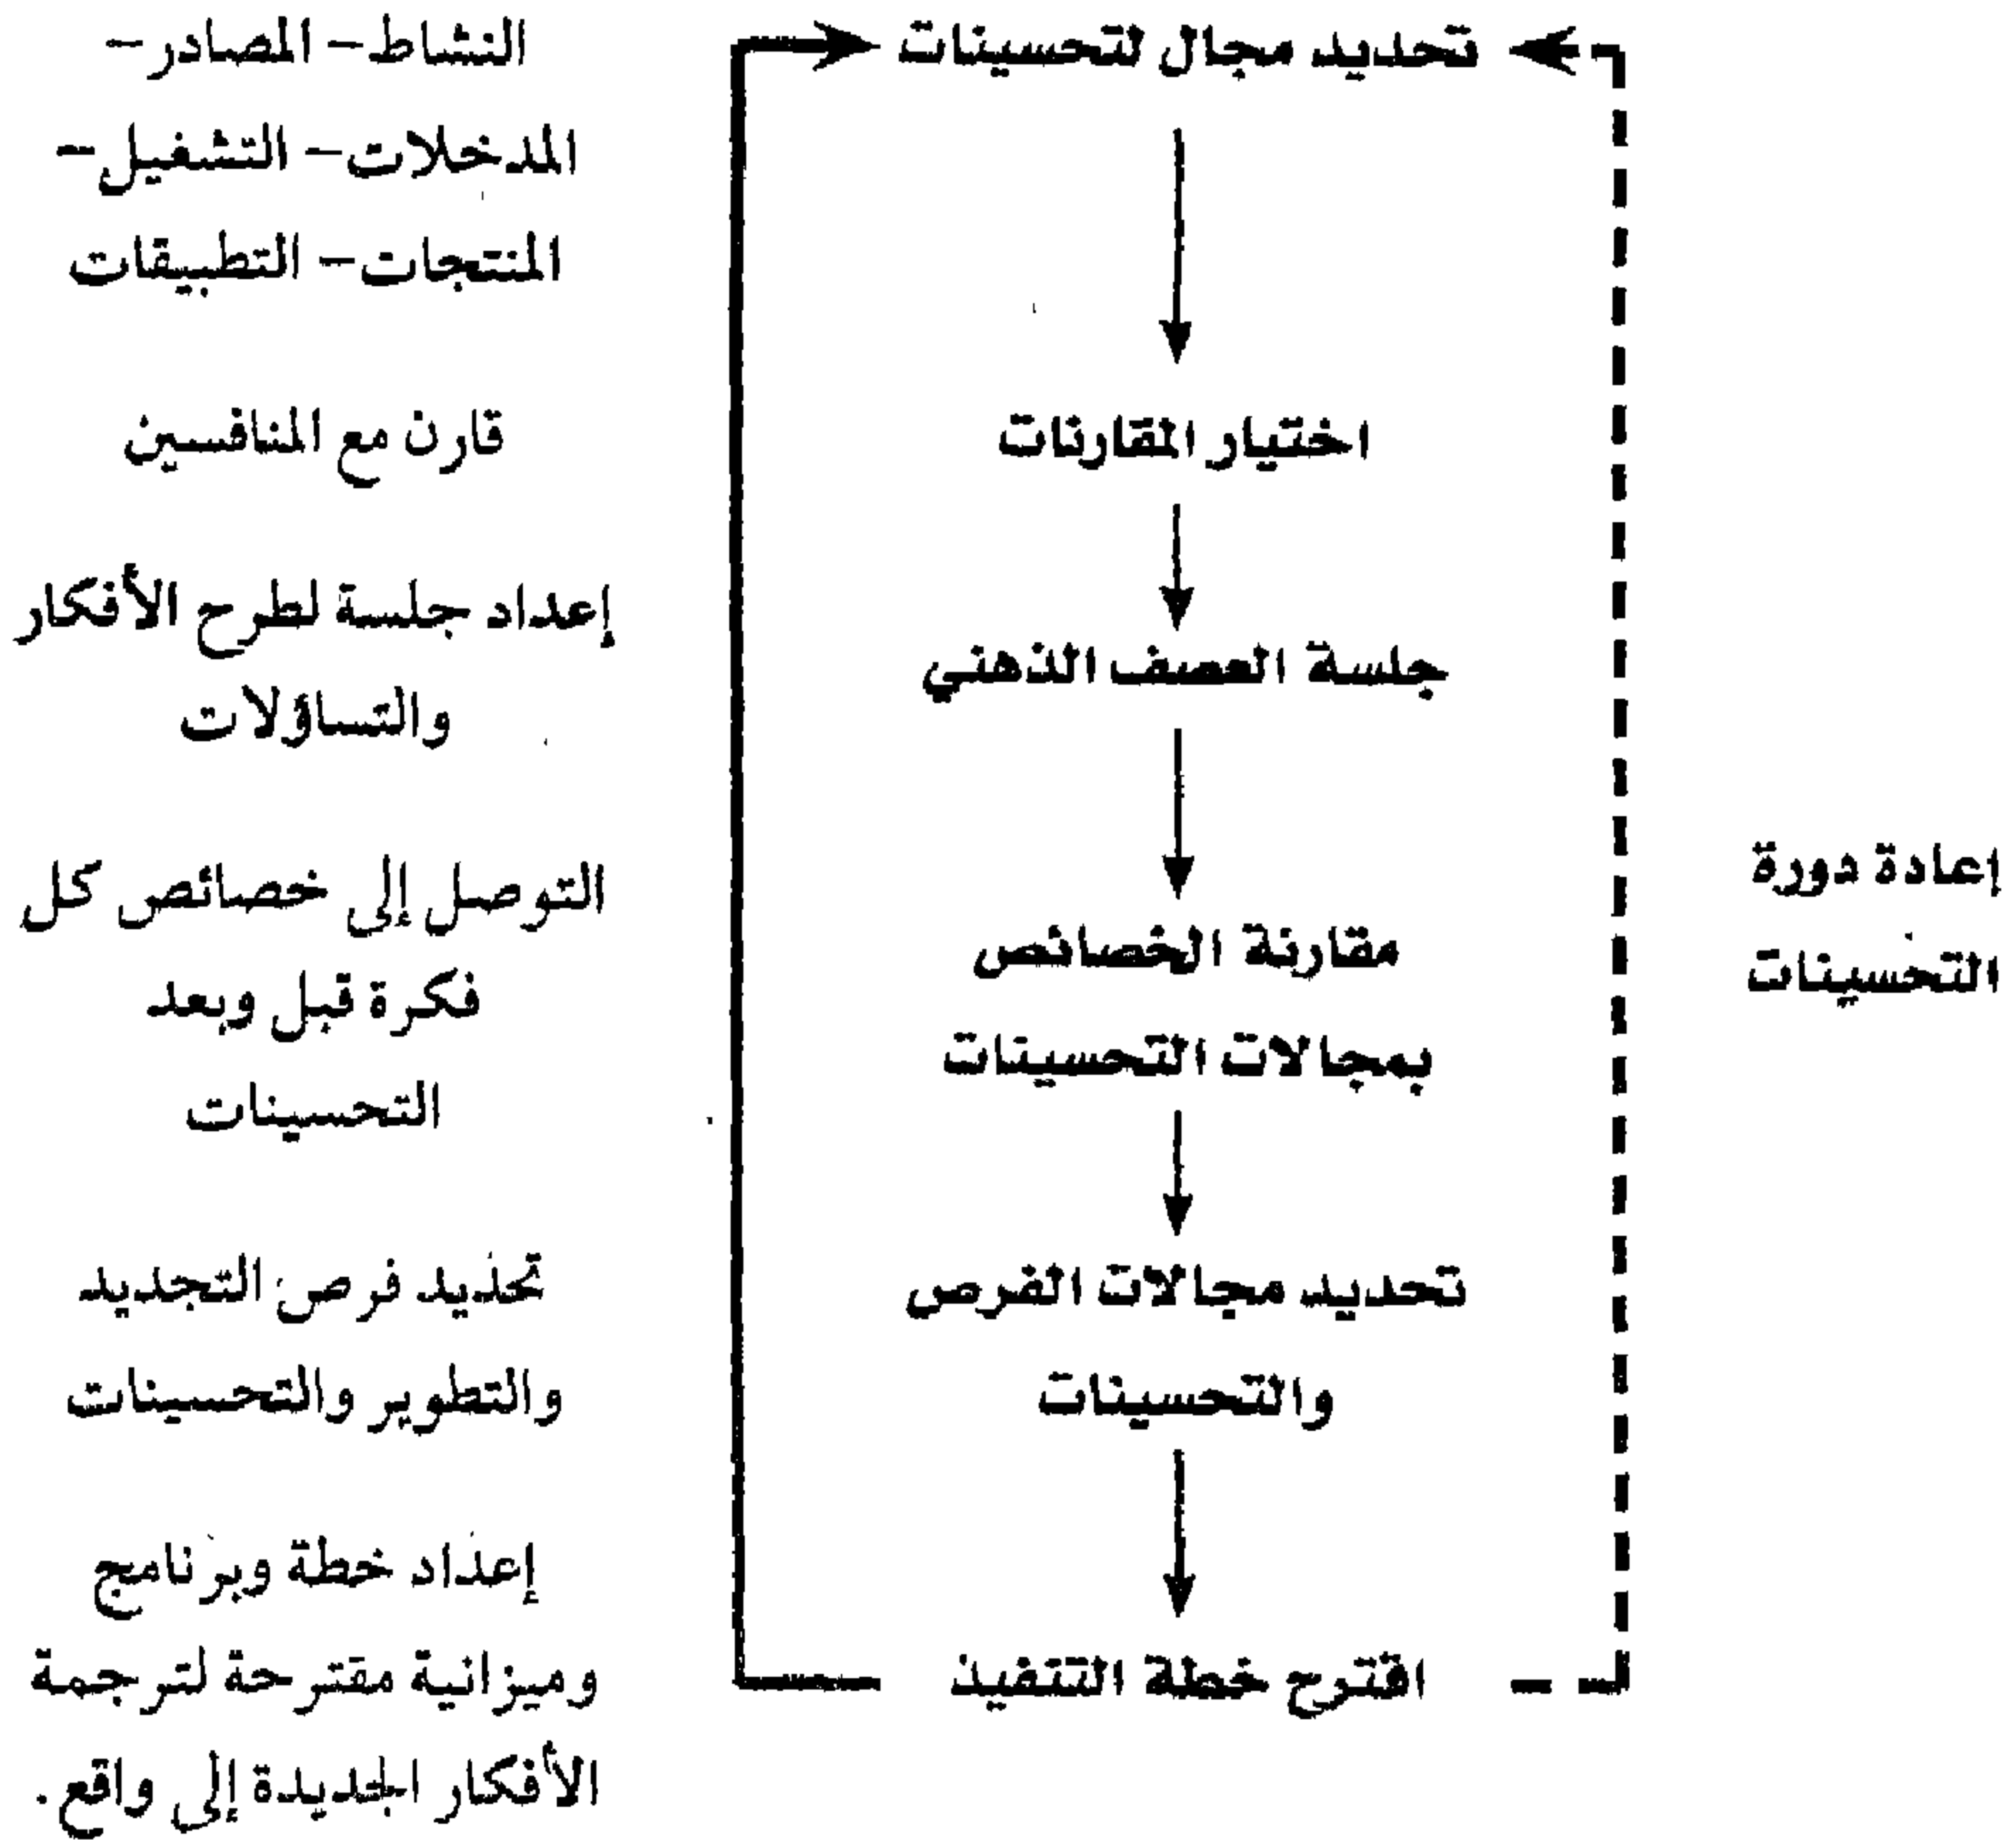 إعادة دورة
التحسينات
تحديد مجال لتحسينات
اختيار المقارنات
جلسة العصف الذهني
مقارنة الخصائص
بمجالات التحسينات
تحديد مجالات الفرص
والتحسينات
اقترح خطة التنفيذ
النشاط- المصادر-
المدخلات- التشغيل-
المنتجات- التطبيقات
قارن مع المنافسين
إعداد جلسة لطرح الأفكار
والتساؤلات
التوصل إلى خصائص كل
فكرة قبل وبعد
التحسينات
تحديد فرص التجديد
والتطوير والتحسينات
إعداد خطة وبرنامج
وميزانية مقترحة لترجمة
الأفكار الجديدة إلى واقع.